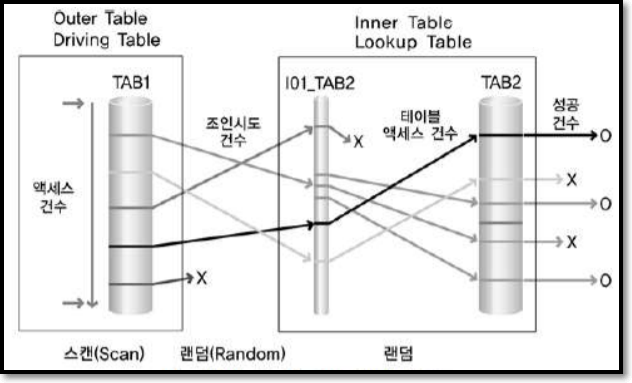 Outer Table
Driving Table
Inner Table
Lookup Table
TAB1
I01_TAB2
TAB2
성공
건수
조인시도
건수
테이블
액세스 건수
액세스
건수
X
O
X
O
X
O
X
스캔(Scan)
랜덤(Random)
랜덤